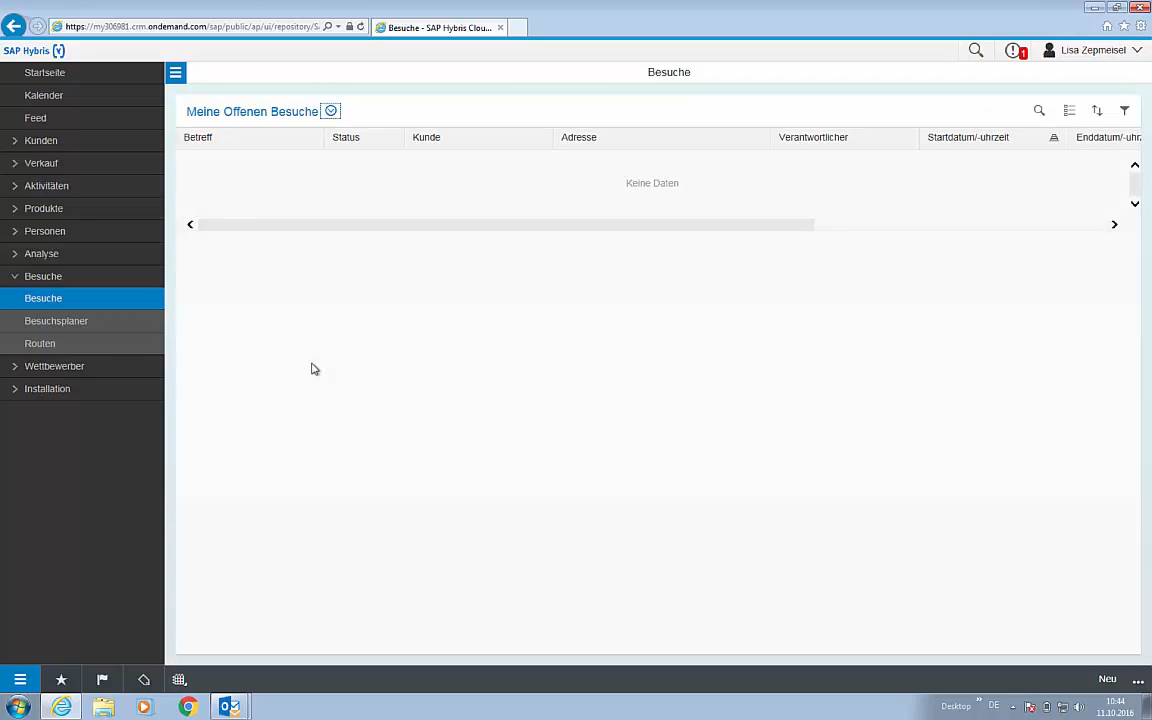 https://my306981.crm.ondemand.com/sap/public/ap/ui/repository/S
Besuche - SAP Hybris Clou...
SAP Hybris (y)
1
Lisa Zepmeisel
Startseite
Kalender
Feed
Kunden
Verkauf
Aktivitäten
Produkte
Personen
Analyse
Besuche
Besuche
Besuchsplaner
Routen
Wettbewerber
Installation
Besuche
Meine Offenen Besuche
Betreff Status Kunde Adresse Verantwortlicher Startdatum/-uhrzeit Enddatum/-uhr
Keine Daten
Neu ...
Desktop » DE 10:44
11.10.2016